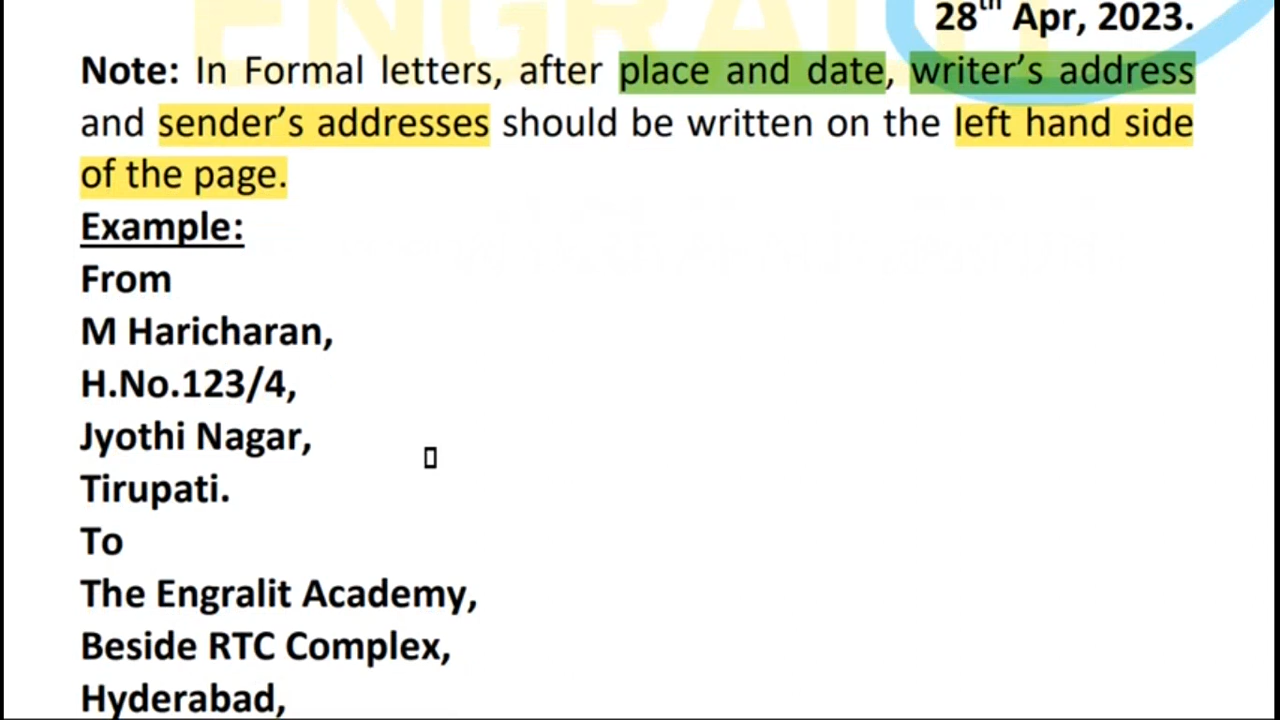 ENGRALIT
28th Apr, 2023.
Note: In Formal letters, after place and date, writer's address
and sender's addresses should be written on the left hand side
of the page.
Example:
From
M Haricharan,
H.No.123/4,
Jyothi Nagar,
Tirupati.
To
The Engralit Academy,
Beside RTC Complex,
Hyderabad,